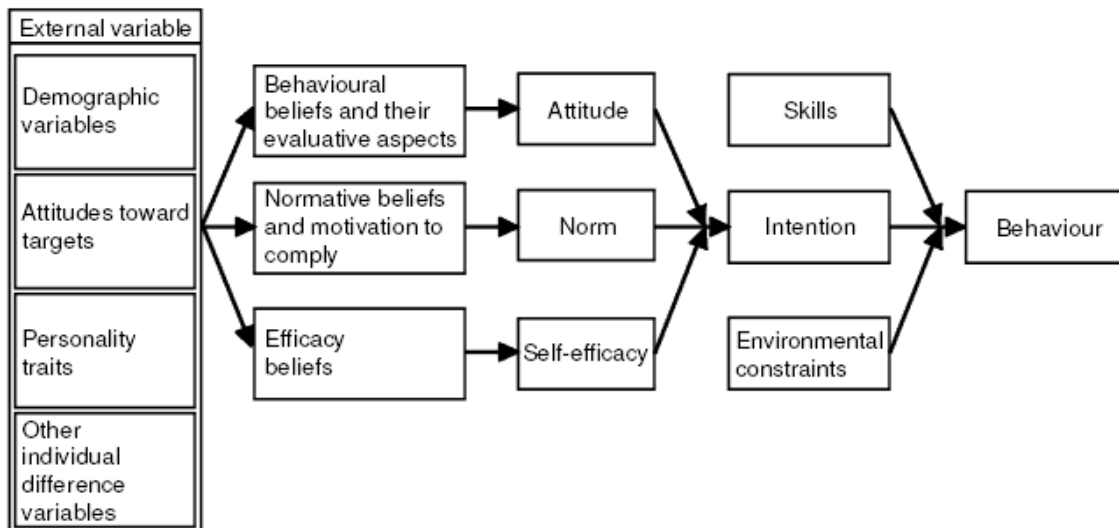 External variable
Demographic
variables
Attitudes toward
targets
Personality
traits
Other
individual
difference
variables
Behavioural
beliefs and their
evaluative aspects
Normative beliefs
and motivation to
comply
Efficacy
beliefs
Attitude
Norm
Self-efficacy
Skills
Intention
Environmental
constraints
Behaviour